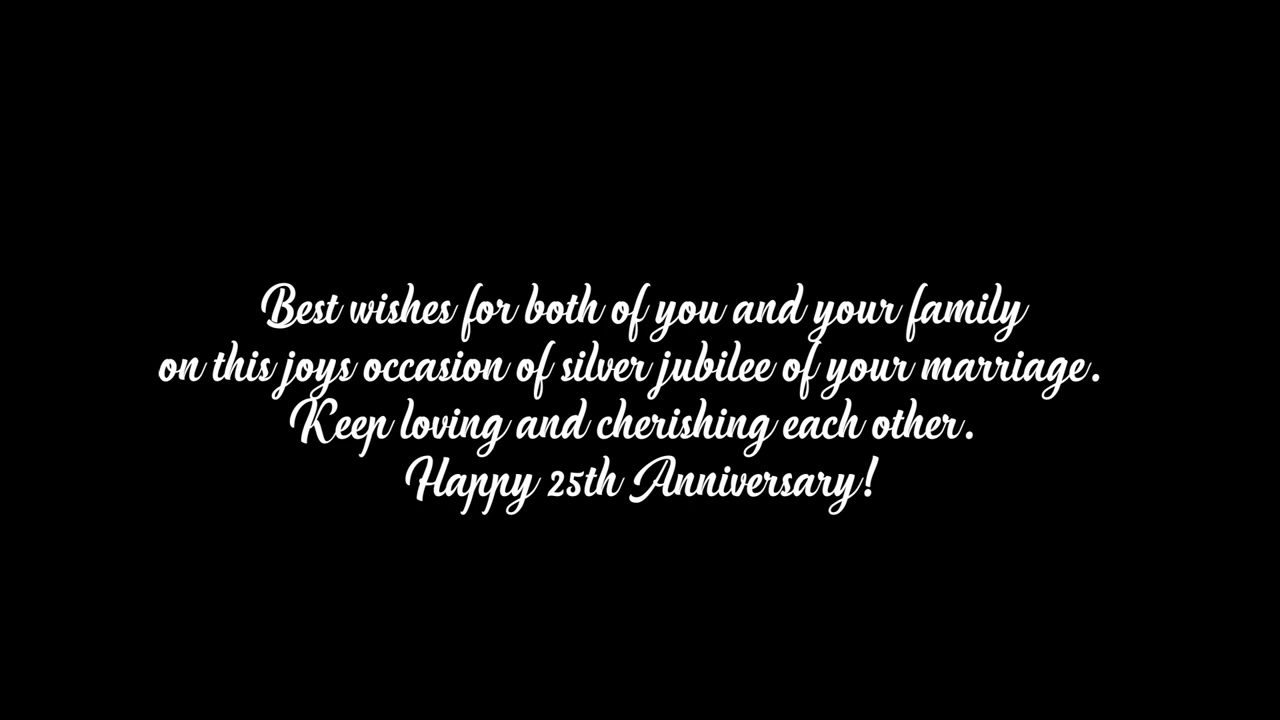 Best wishes for both of you and your family
on this joys occasion of silver jubilee of your marriage.
Keep loving and cherishing each other.
Happy 25th Anniversary!